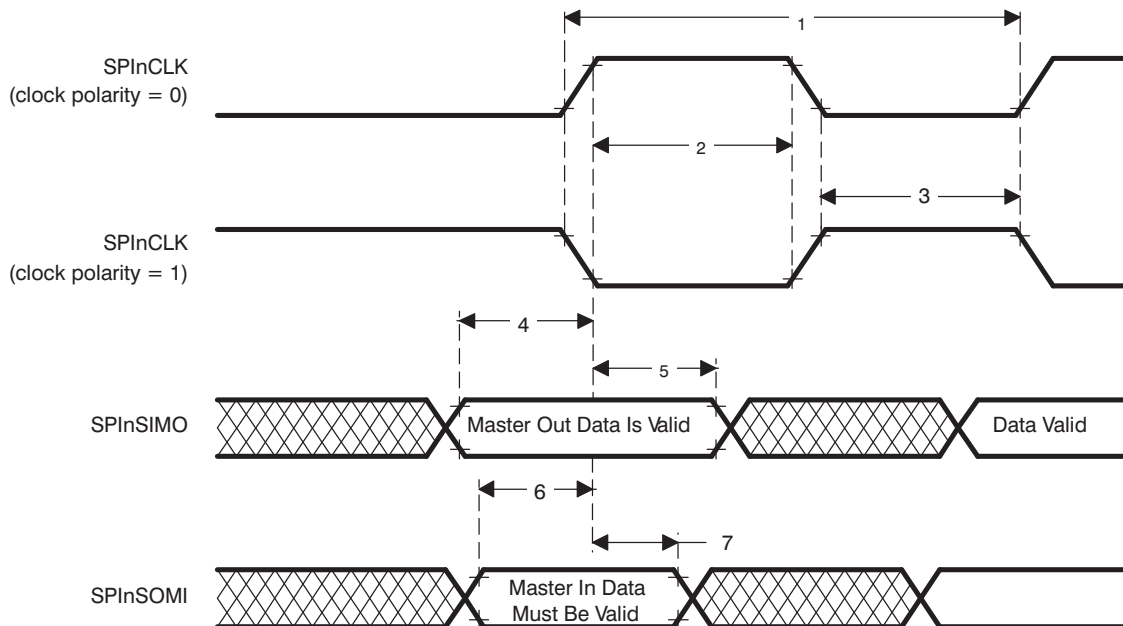 1
SPInCLK
(clock polarity = 0)
2
3
SPInCLK
(clock polarity = 1)
4
5
SPInSIMO
Master Out Data Is Valid
Data Valid
6
7
SPInSOMI
Master In Data
Must Be Valid